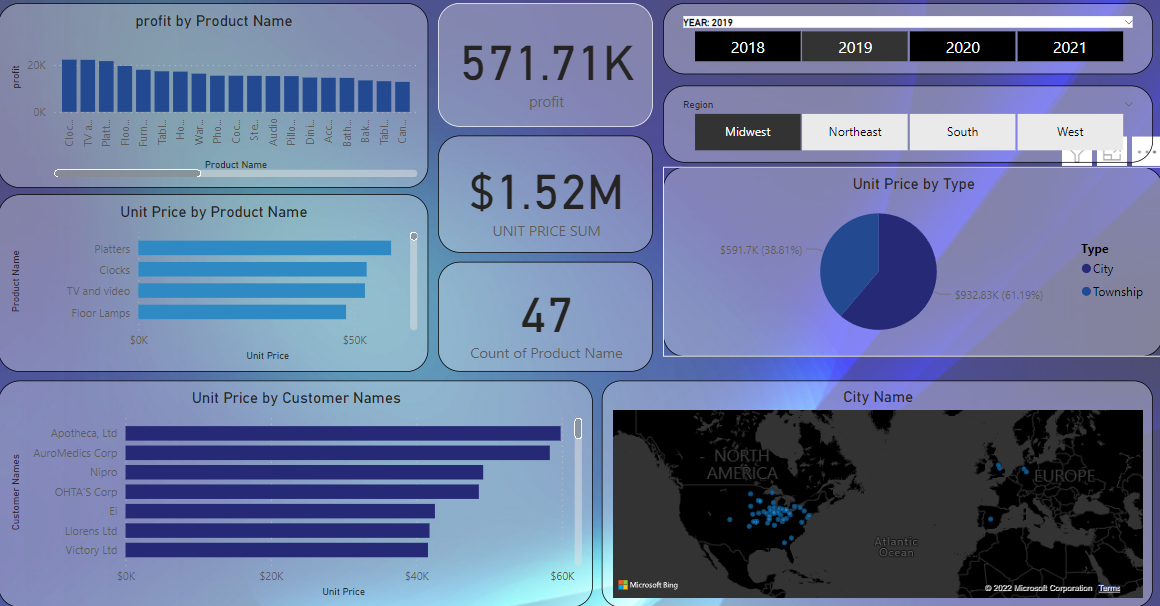 profit by Product Name
profit
20K
0K
Cloc...
TV a...
Platt...
Floo...
Furn...
Tabl...
Ho...
War...
Pho...
Coc...
Ste...
Audio
Pillo...
Dini...
Acc...
Bath...
Bak...
Tabl...
Can...
Product Name
571.71K
profit
YEAR: 2019
2018 2019 2020 2021
Region
Midwest Northeast South West
Unit Price by Product Name
Product Name
Platters
Clocks
TV and video
Floor Lamps
$0K $50K
Unit Price
$1.52M
UNIT PRICE SUM
47
Count of Product Name
Unit Price by Type
$591.7K (38.81%)
$932.83K (61.19%)
Type
City
Township
Unit Price by Customer Names
Customer Names
Apotheca, Ltd
AuroMedics Corp
Nipro
OHTA'S Corp
Ei
Llorens Ltd
Victory Ltd
$0K $20K $40K $60K
Unit Price
City Name
NORTH
AMERICA
EUROPE
Atlantic
Ocean
Microsoft Bing
© 2022 Microsoft Corporation Terms